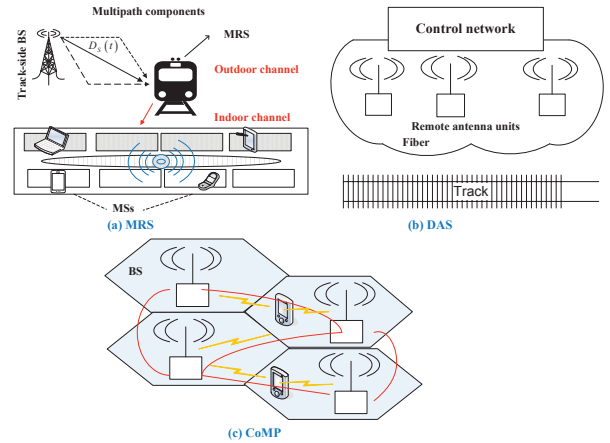 Multipath components
Track-side BS
D_s(t)
MRS
Outdoor channel
Indoor channel
MSs
(a) MRS
Control network
Remote antenna units
Fiber
Track
(b) DAS
BS
(c) CoMP